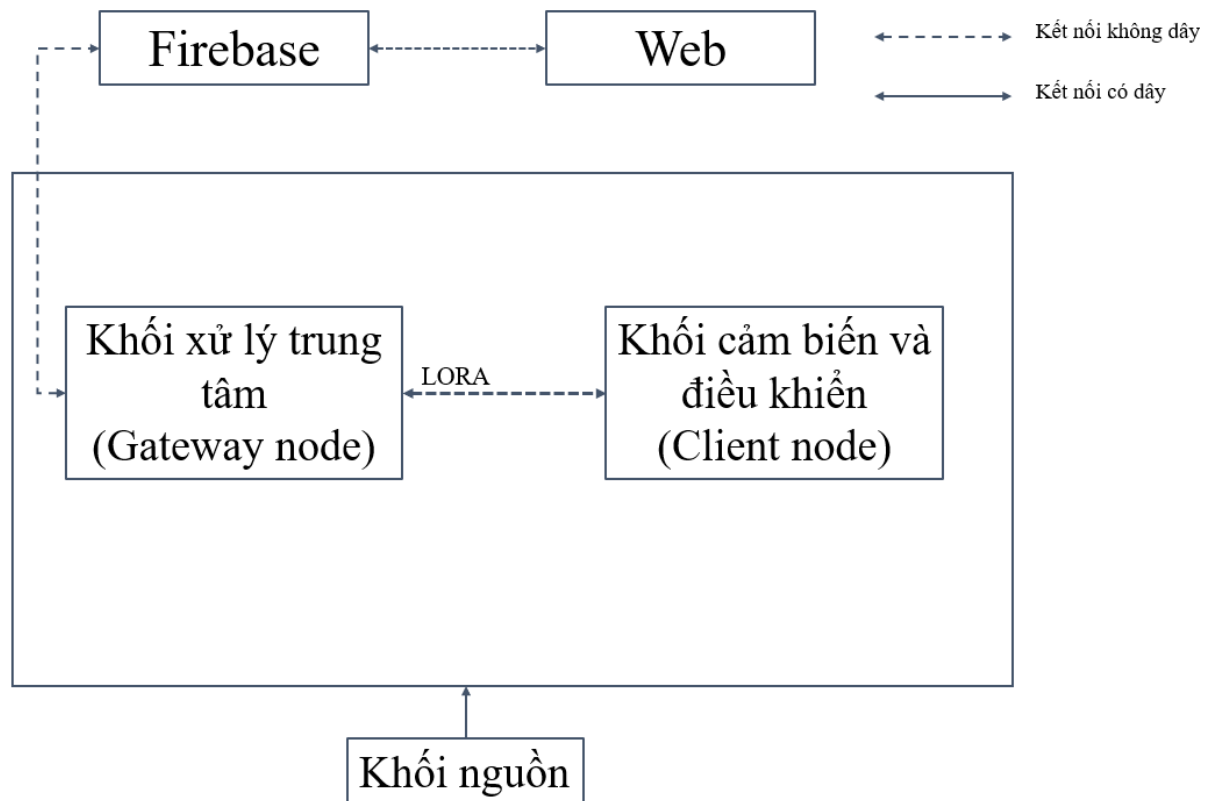 Firebase
Web
Kết nối không dây
Kết nối có dây
Khối xử lý trung
tâm
(Gateway node)
LORA
Khối cảm biến và
điều khiển
(Client node)
Khối nguồn